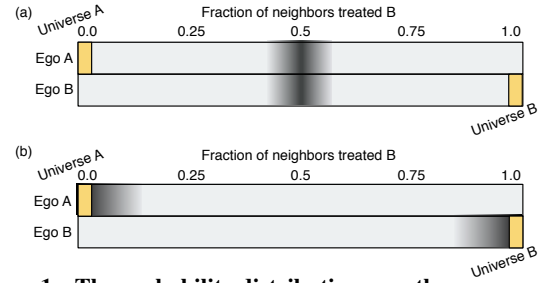 (a)
Universe A
Fraction of neighbors treated B
0.0 0.25 0.5 0.75 1.0
Ego A
Ego B
Universe B
(b)
Universe A
Fraction of neighbors treated B
0.0 0.25 0.5 0.75 1.0
Ego A
Ego B
Universe B